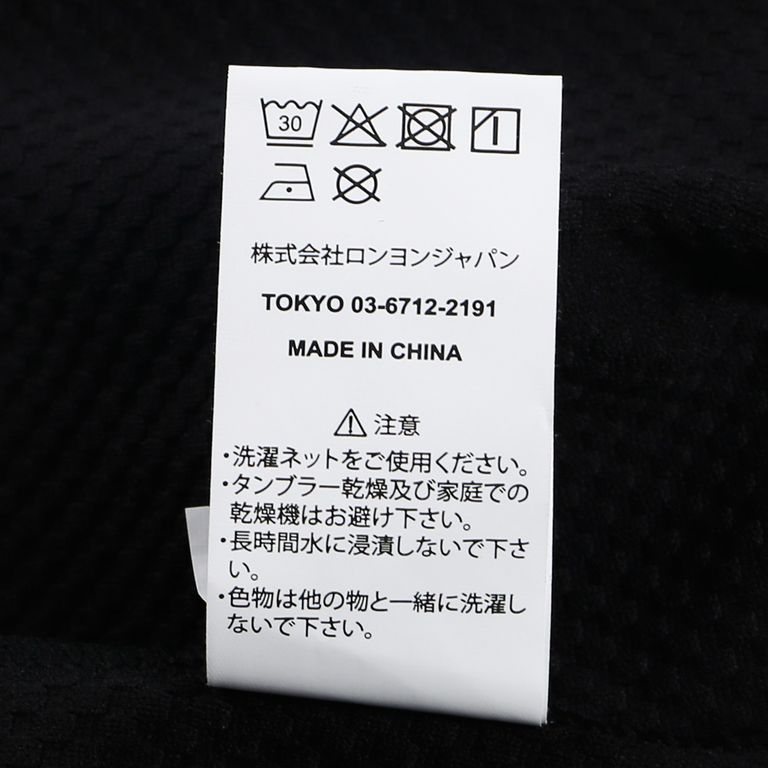 30
株式会社ロンヨンジャパン
TOKYO 03-6712-2191
MADE IN CHINA
注意
・洗濯ネットをご使用ください。
・タンブラー乾燥及び家庭での
乾燥機はお避け下さい。
・長時間水に浸漬しないで下さ
い。
・色物は他の物と一緒に洗濯し
ないで下さい。